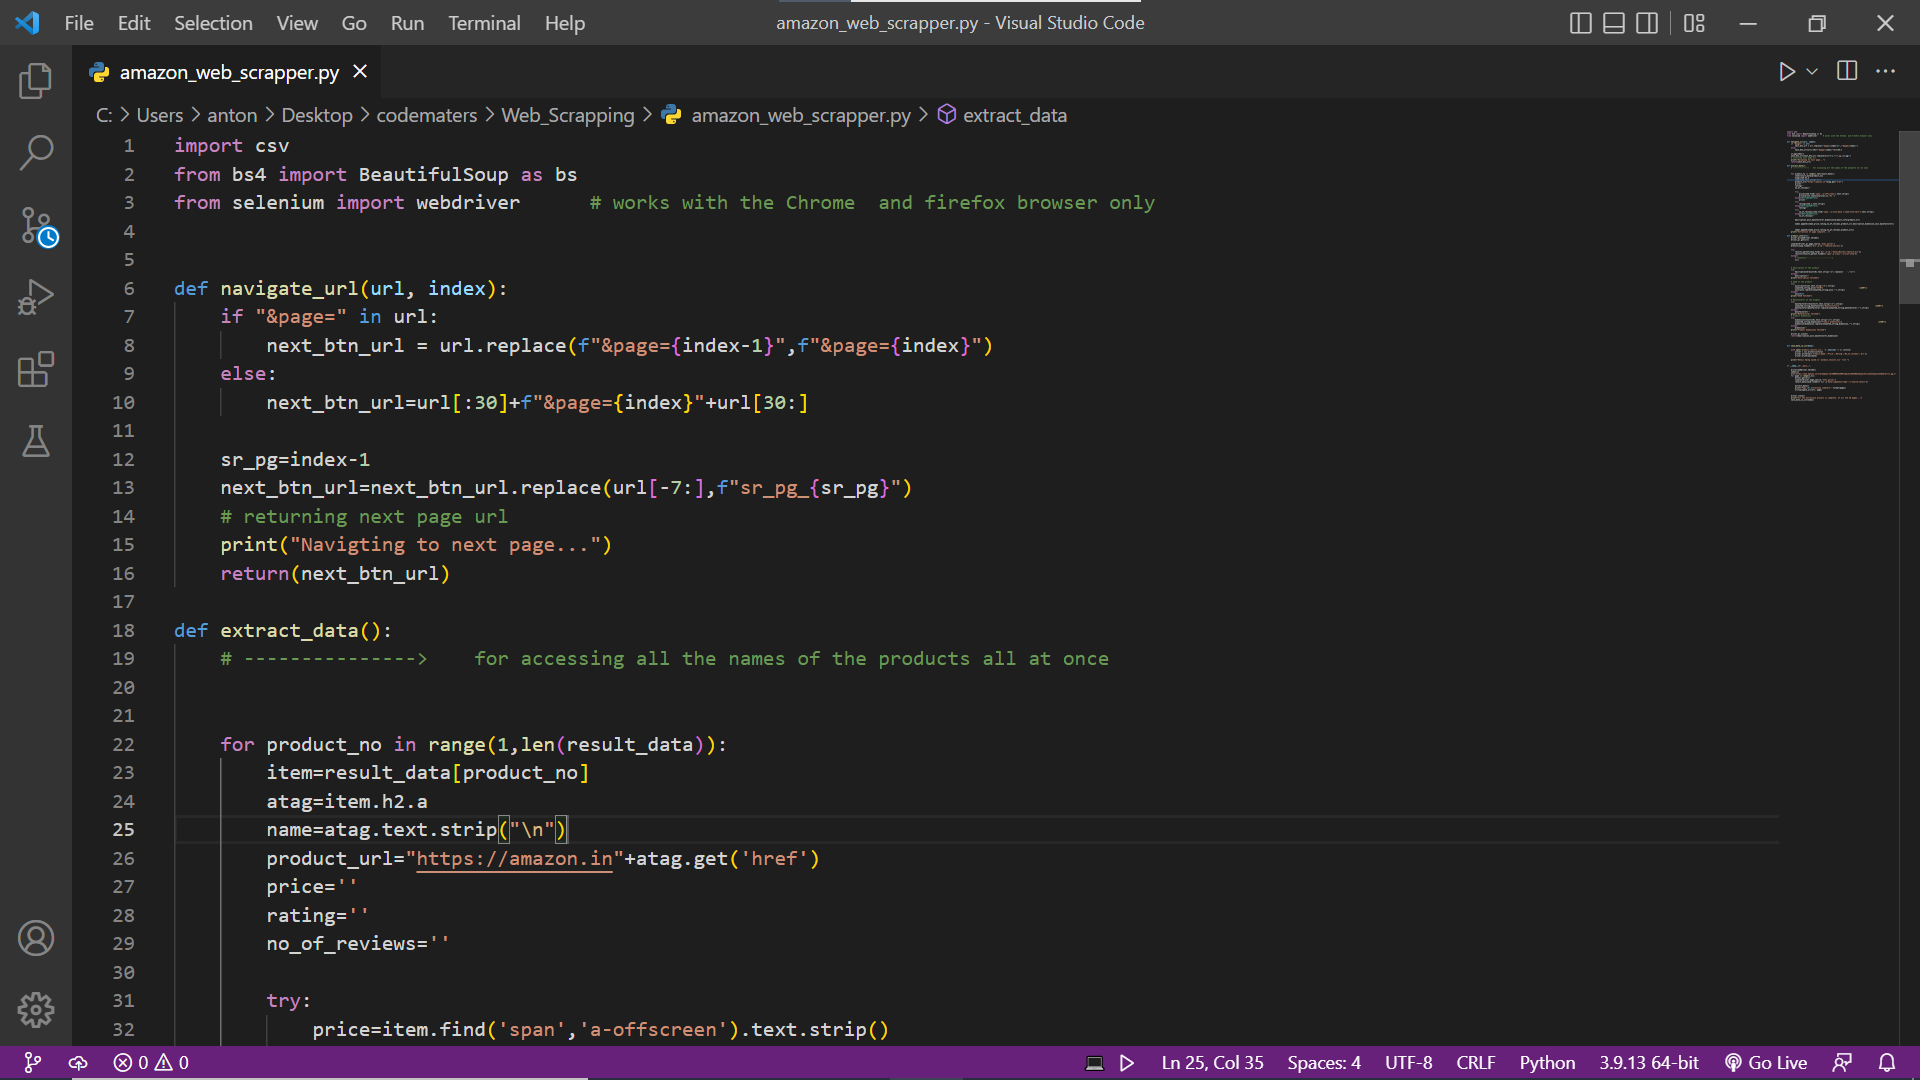 File Edit Selection View Go Run Terminal Help amazon_web_scrapper.py - Visual Studio Code
amazon_web_scrapper.py
C: > Users > anton > Desktop > codematers > Web_Scrapping > amazon_web_scrapper.py > extract_data
1 import csv
2 from bs4 import BeautifulSoup as bs
3 from selenium import webdriver # works with the Chrome and firefox browser only
4
5
6 def navigate_url(url, index):
7 if "&page=" in url:
8 next_btn_url = url.replace(f"&page={index-1}",f"&page={index}")
9 else:
10 next_btn_url=url[:30]+f"&page={index}"+url[30:]
11
12 sr_pg=index-1
13 next_btn_url=next_btn_url.replace(url[-7:],f"sr_pg_{sr_pg}")
14 # returning next page url
15 print("Navigting to next page...")
16 return(next_btn_url)
17
18 def extract_data():
19 # ---------------> for accessing all the names of the products all at once
20
21
22 for product_no in range(1,len(result_data)):
23 item=result_data[product_no]
24 atag=item.h2.a
25 name=atag.text.strip("\n")
26 product_url="https://amazon.in"+atag.get('href')
27 price=''
28 rating=''
29 no_of_reviews=''
30
31 try:
32 price=item.find('span','a-offscreen').text.strip()
0 0 Ln 25, Col 35 Spaces: 4 UTF-8 CRLF Python 3.9.13 64-bit Go Live